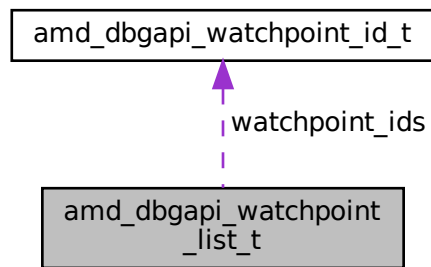 amd_dbgapi_watchpoint_id_t
watchpoint_ids
amd_dbgapi_watchpoint
_list_t